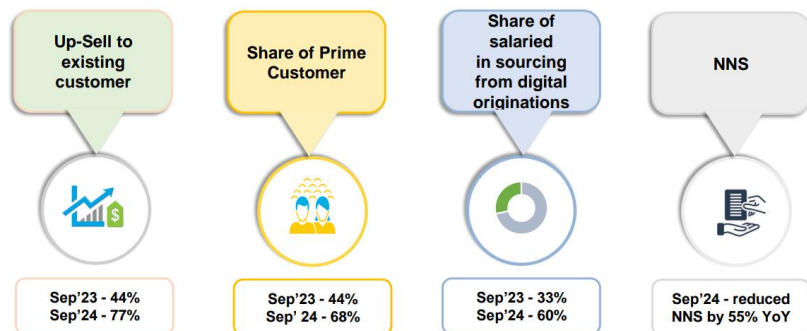 Up-Sell to
existing
customer
Share of Prime
Customer
Share of
salaried
in sourcing
from digital
originations
NNS
$
Sep’23 - 44%
Sep’24 - 77%
Sep’23 - 44%
Sep’ 24 - 68%
Sep’23 - 33%
Sep’24 - 60%
Sep’24 - reduced
NNS by 55% YoY